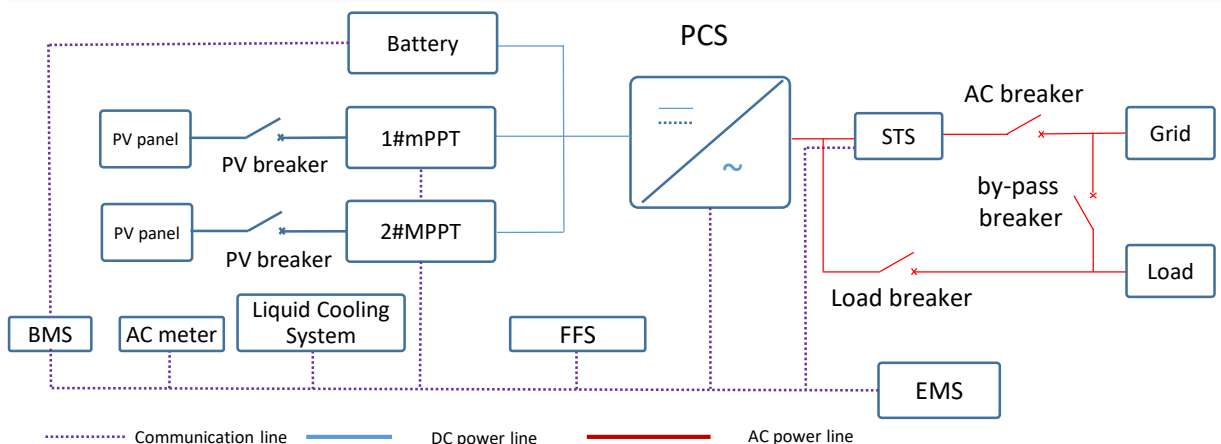 PCS
Battery
AC breaker
PV panel
1#mPPT
STS
Grid
PV breaker
by-pass
breaker
PV panel
2#MPPT
PV breaker
Load
Load breaker
Liquid Cooling
System
BMS
AC meter
FFS
EMS
~
Communication line
DC power line
AC power line